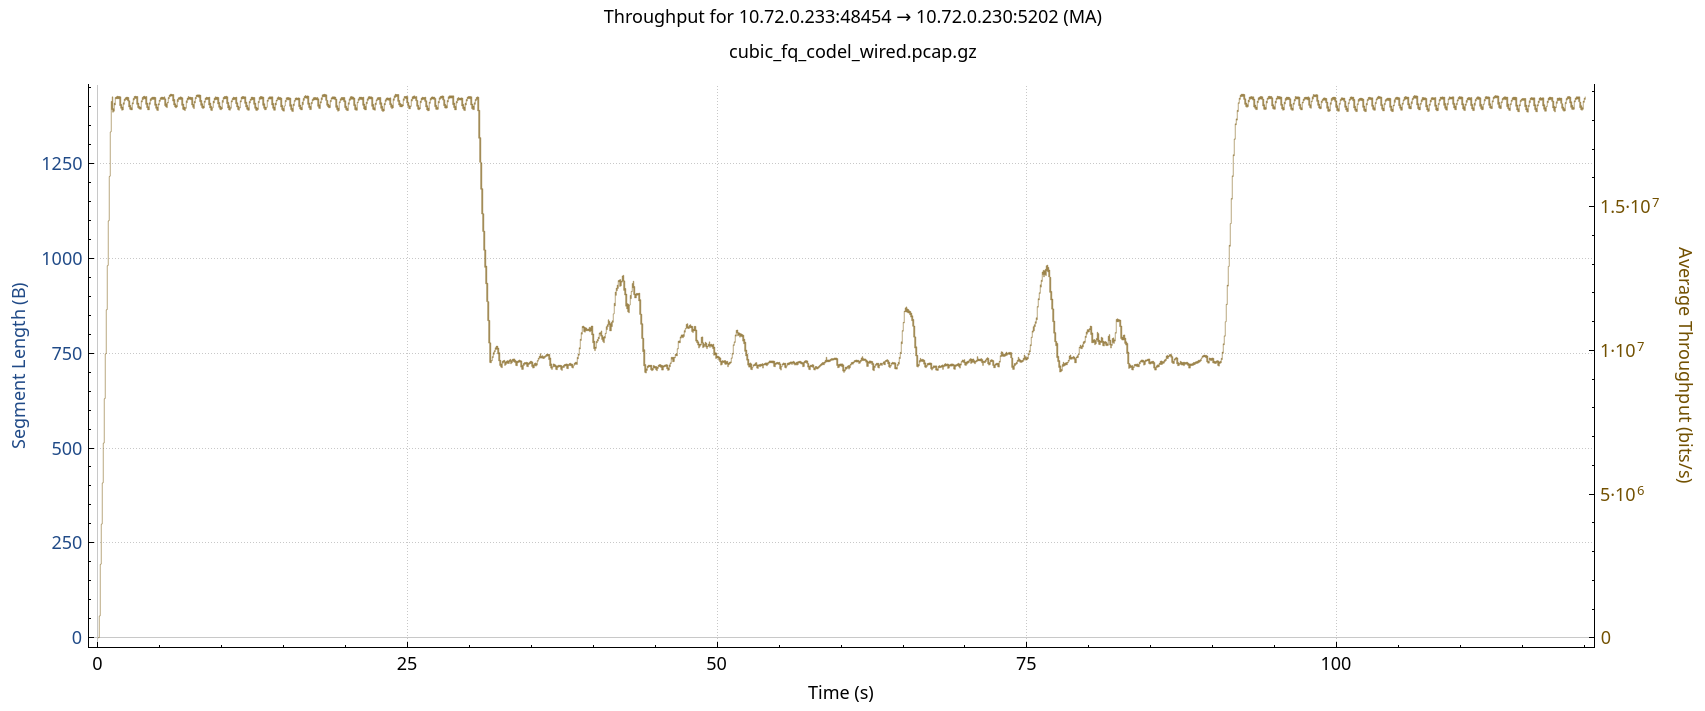 Throughput for 10.72.0.233:48454 → 10.72.0.230:5202 (MA)
cubic_fq_codel_wired.pcap.gz
1250
1000
750
500
250
0
Segment Length (B)
1.5·10⁷
1·10⁷
5·10⁶
0
Average Throughput (bits/s)
0 25 50 75 100
Time (s)